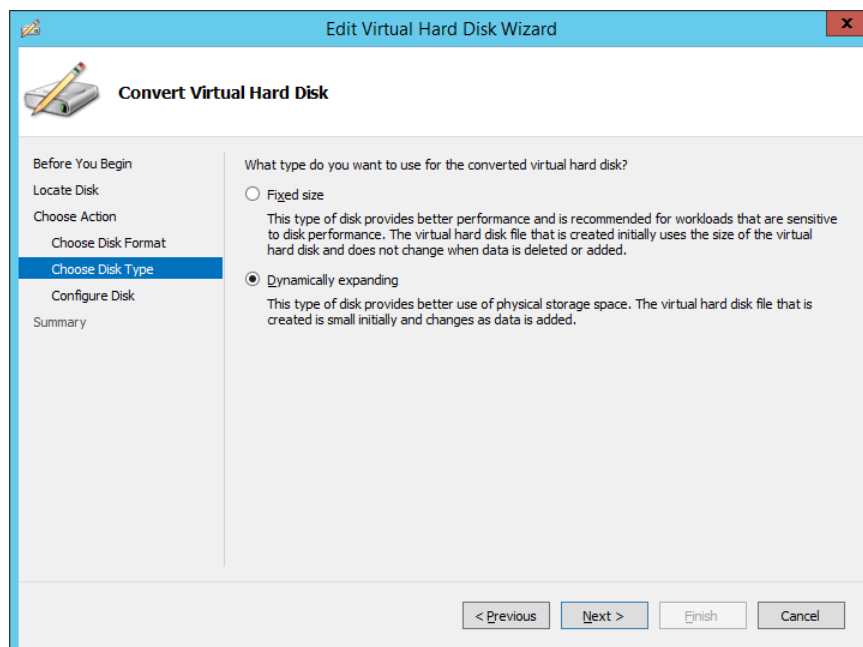 Edit Virtual Hard Disk Wizard
x
Convert Virtual Hard Disk
Before You Begin
Locate Disk
Choose Action
Choose Disk Format
Choose Disk Type
Configure Disk
Summary
What type do you want to use for the converted virtual hard disk?
Fixed size
This type of disk provides better performance and is recommended for workloads that are sensitive
to disk performance. The virtual hard disk file that is created initially uses the size of the virtual
hard disk and does not change when data is deleted or added.
Dynamically expanding
This type of disk provides better use of physical storage space. The virtual hard disk file that is
created is small initially and changes as data is added.
< Previous
Next >
Finish
Cancel